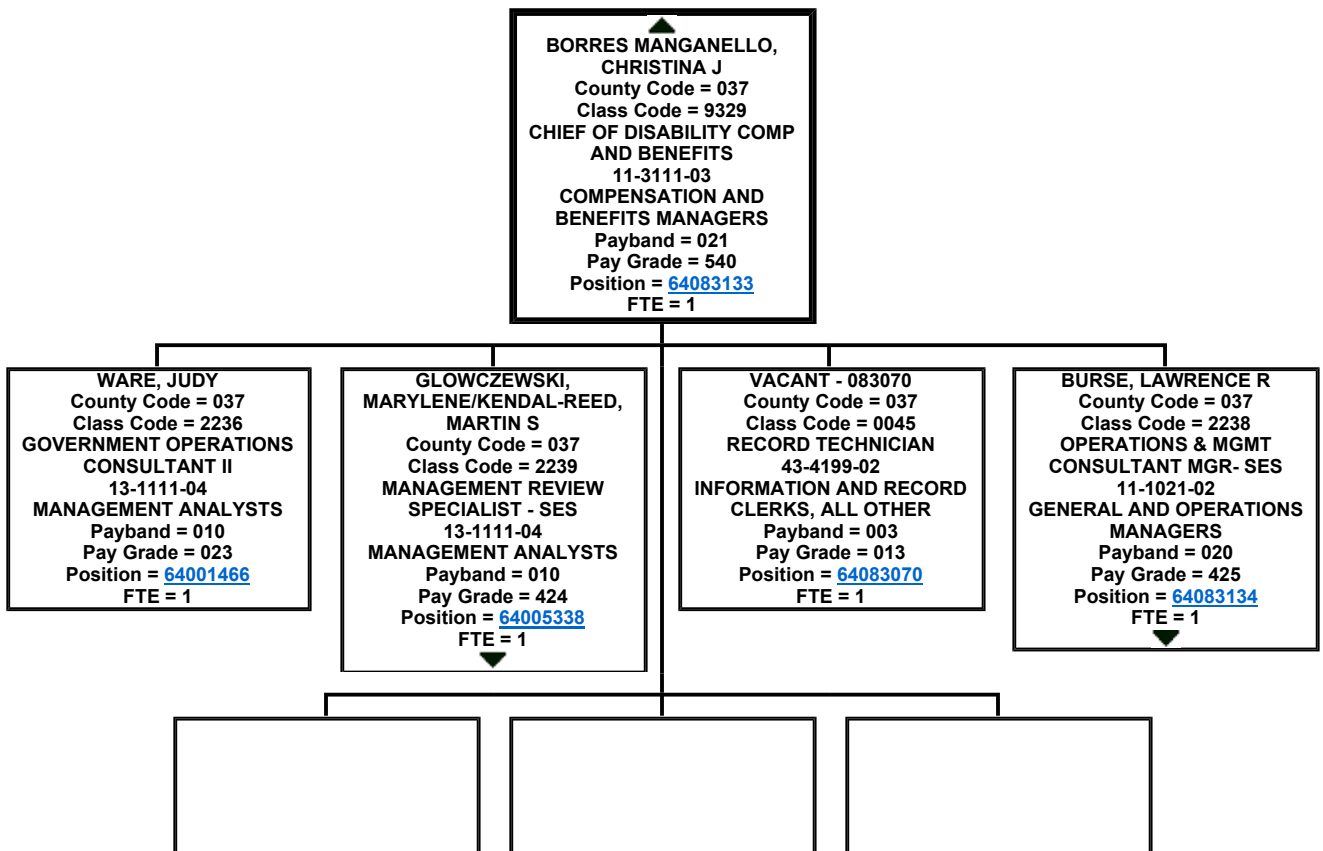 BORRES MANGANELLO,
CHRISTINA J
County Code = 037
Class Code = 9329
CHIEF OF DISABILITY COMP
AND BENEFITS
11-3111-03
COMPENSATION AND
BENEFITS MANAGERS
Payband = 021
Pay Grade = 540
Position = 64083133
FTE = 1
WARE, JUDY
County Code = 037
Class Code = 2236
GOVERNMENT OPERATIONS
CONSULTANT II
13-1111-04
MANAGEMENT ANALYSTS
Payband = 010
Pay Grade = 023
Position = 64001466
FTE = 1
GLOWCZEWSKI,
MARYLENE/KENDAL-REED,
MARTIN S
County Code = 037
Class Code = 2239
MANAGEMENT REVIEW
SPECIALIST - SES
13-1111-04
MANAGEMENT ANALYSTS
Payband = 010
Pay Grade = 424
Position = 64005338
FTE = 1
VACANT - 083070
County Code = 037
Class Code = 0045
RECORD TECHNICIAN
43-4199-02
INFORMATION AND RECORD
CLERKS, ALL OTHER
Payband = 003
Pay Grade = 013
Position = 64083070
FTE = 1
BURSE, LAWRENCE R
County Code = 037
Class Code = 2238
OPERATIONS & MGMT
CONSULTANT MGR- SES
11-1021-02
GENERAL AND OPERATIONS
MANAGERS
Payband = 020
Pay Grade = 425
Position = 64083134
FTE = 1